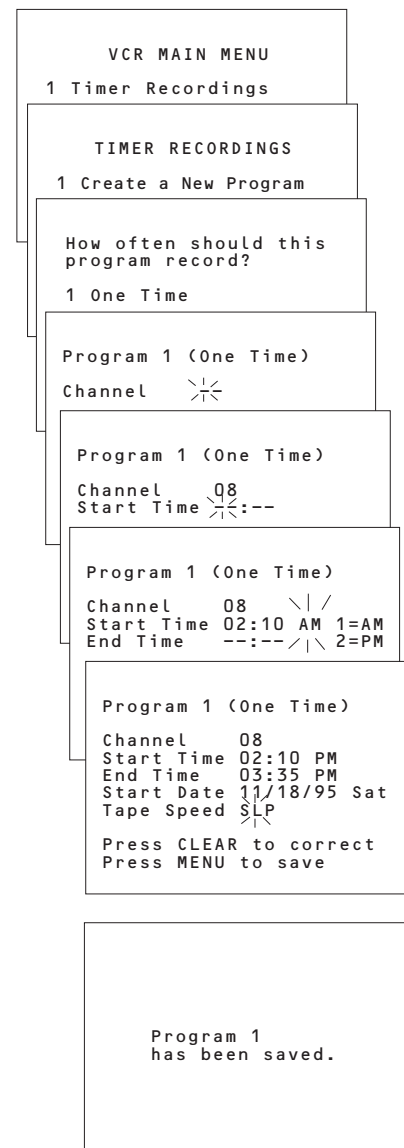 VCR MAIN MENU
1 Timer Recordings
TIMER RECORDINGS
1 Create a New Program
How often should this
program record?
1 One Time
Program 1 (One Time)
Channel --
Program 1 (One Time)
Channel 08
Start Time --:--
Program 1 (One Time)
Channel 08
Start Time 02:10 AM 1=AM
End Time --:-- 2=PM
Program 1 (One Time)
Channel 08
Start Time 02:10 PM
End Time 03:35 PM
Start Date 11/18/95 Sat
Tape Speed SLP
Press CLEAR to correct
Press MENU to save
Program 1
has been saved.